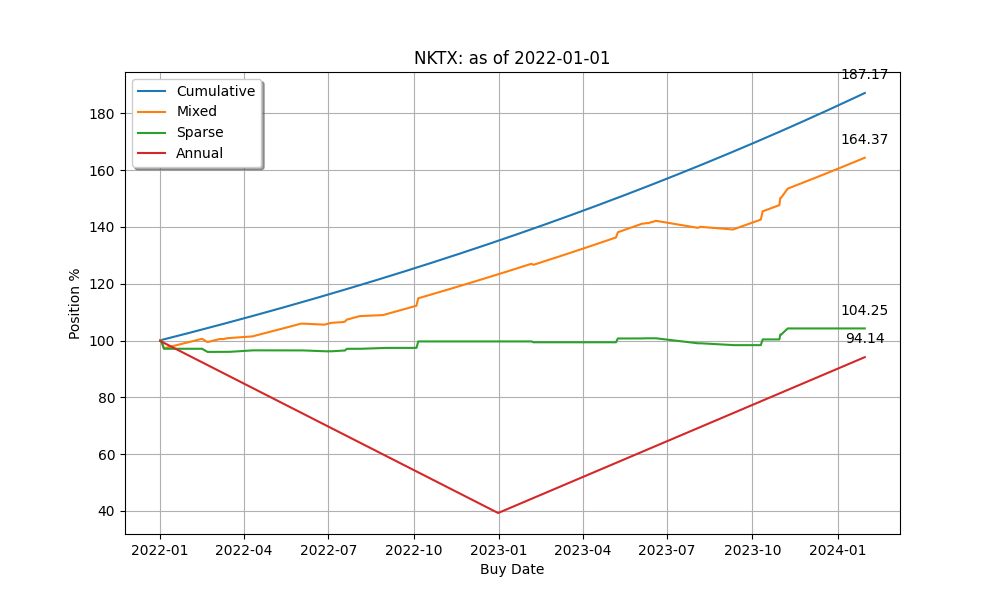 NKTX: as of 2022-01-01
Cumulative
Mixed
Sparse
Annual
187.17
164.37
104.25
94.14
Position %
180
160
140
120
100
80
60
40
2022-01 2022-04 2022-07 2022-10 2023-01 2023-04 2023-07 2023-10 2024-01
Buy Date